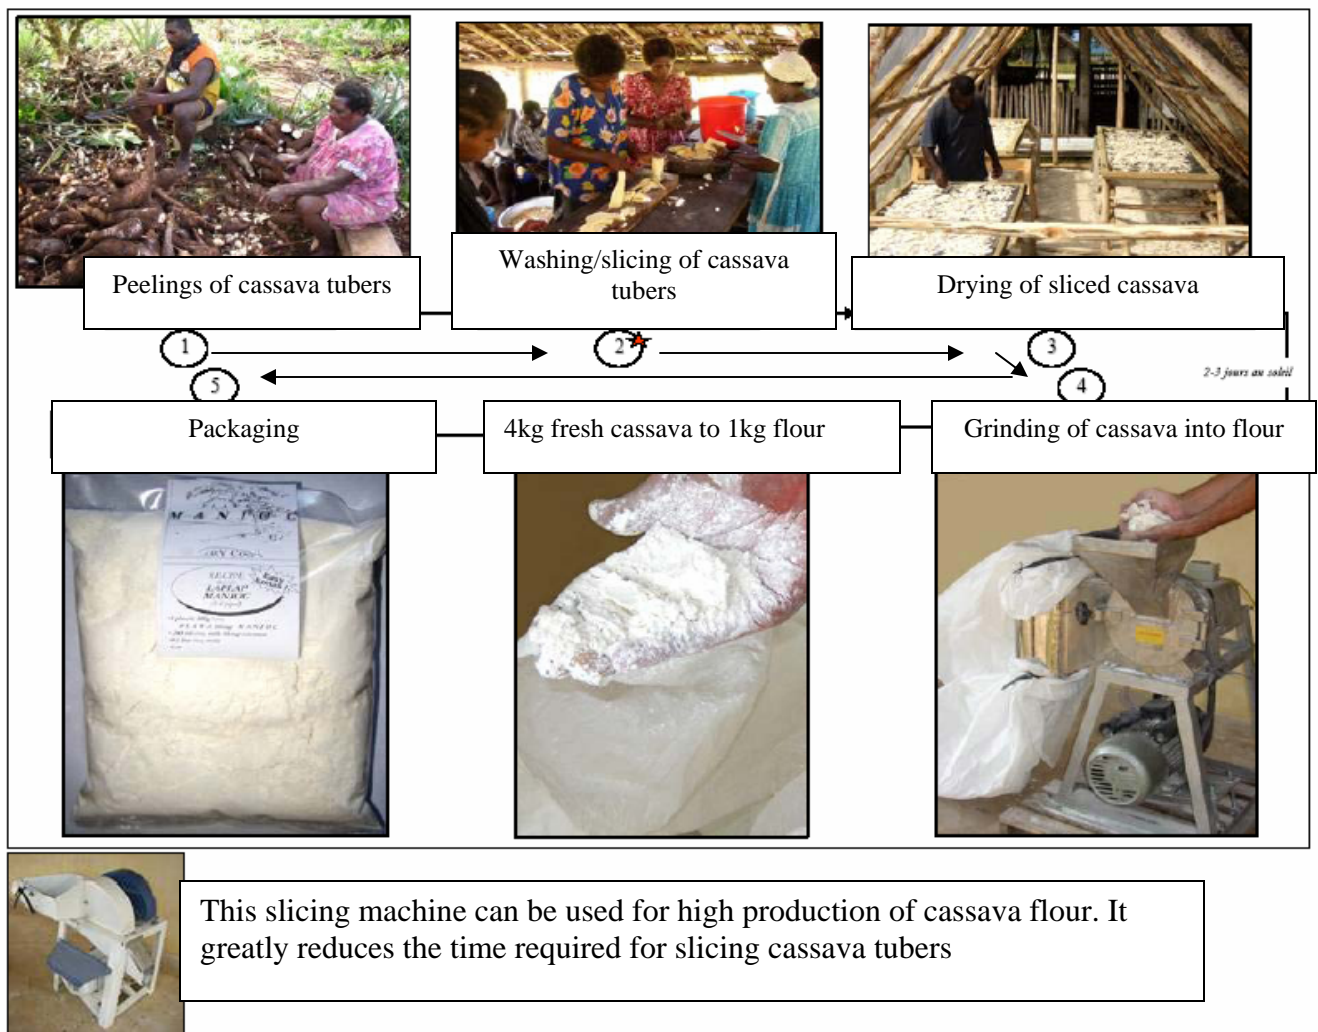 Peelings of cassava tubers
Washing/slicing of cassava
tubers
Drying of sliced cassava
1
2
3
5
4
2-3 jours au soleil
Packaging
4kg fresh cassava to 1kg flour
Grinding of cassava into flour
MANIOC
RECIPE
LAPLAP
MANIOC
This slicing machine can be used for high production of cassava flour. It
greatly reduces the time required for slicing cassava tubers